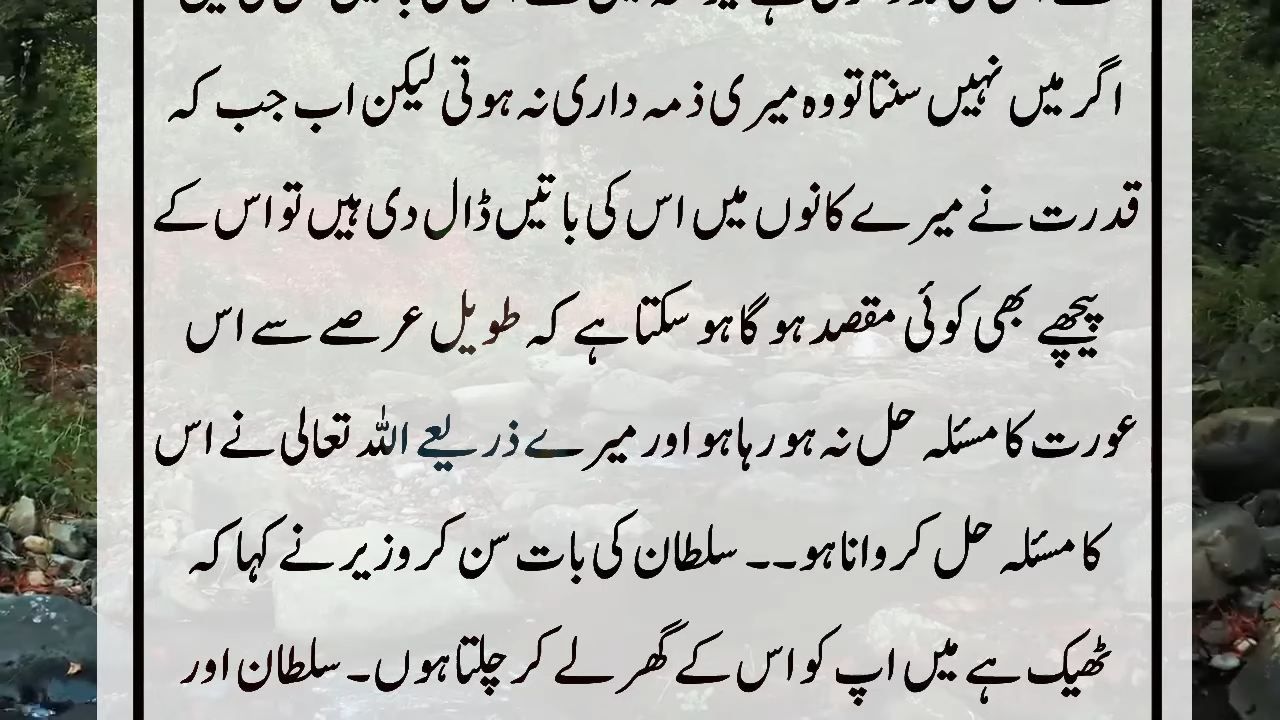 اگر میں نہیں سنتا تو وہ میری ذمہ داری نہ ہوتی لیکن اب جب کہ
قدرت نے میرے کانوں میں اس کی باتیں ڈال دی ہیں تو اس کے
پیچھے بھی کوئی مقصد ہو گا ہو سکتا ہے کہ طویل عرصے سے اس
عورت کا مسئلہ حل نہ ہو رہا ہو اور میرے ذریعے اللہ تعالی نے اس
کا مسئلہ حل کروانا ہو۔۔ سلطان کی بات سن کر وزیر نے کہا کہ
ٹھیک ہے میں اپ کو اس کے گھر لے کر چلتا ہوں۔ سلطان اور